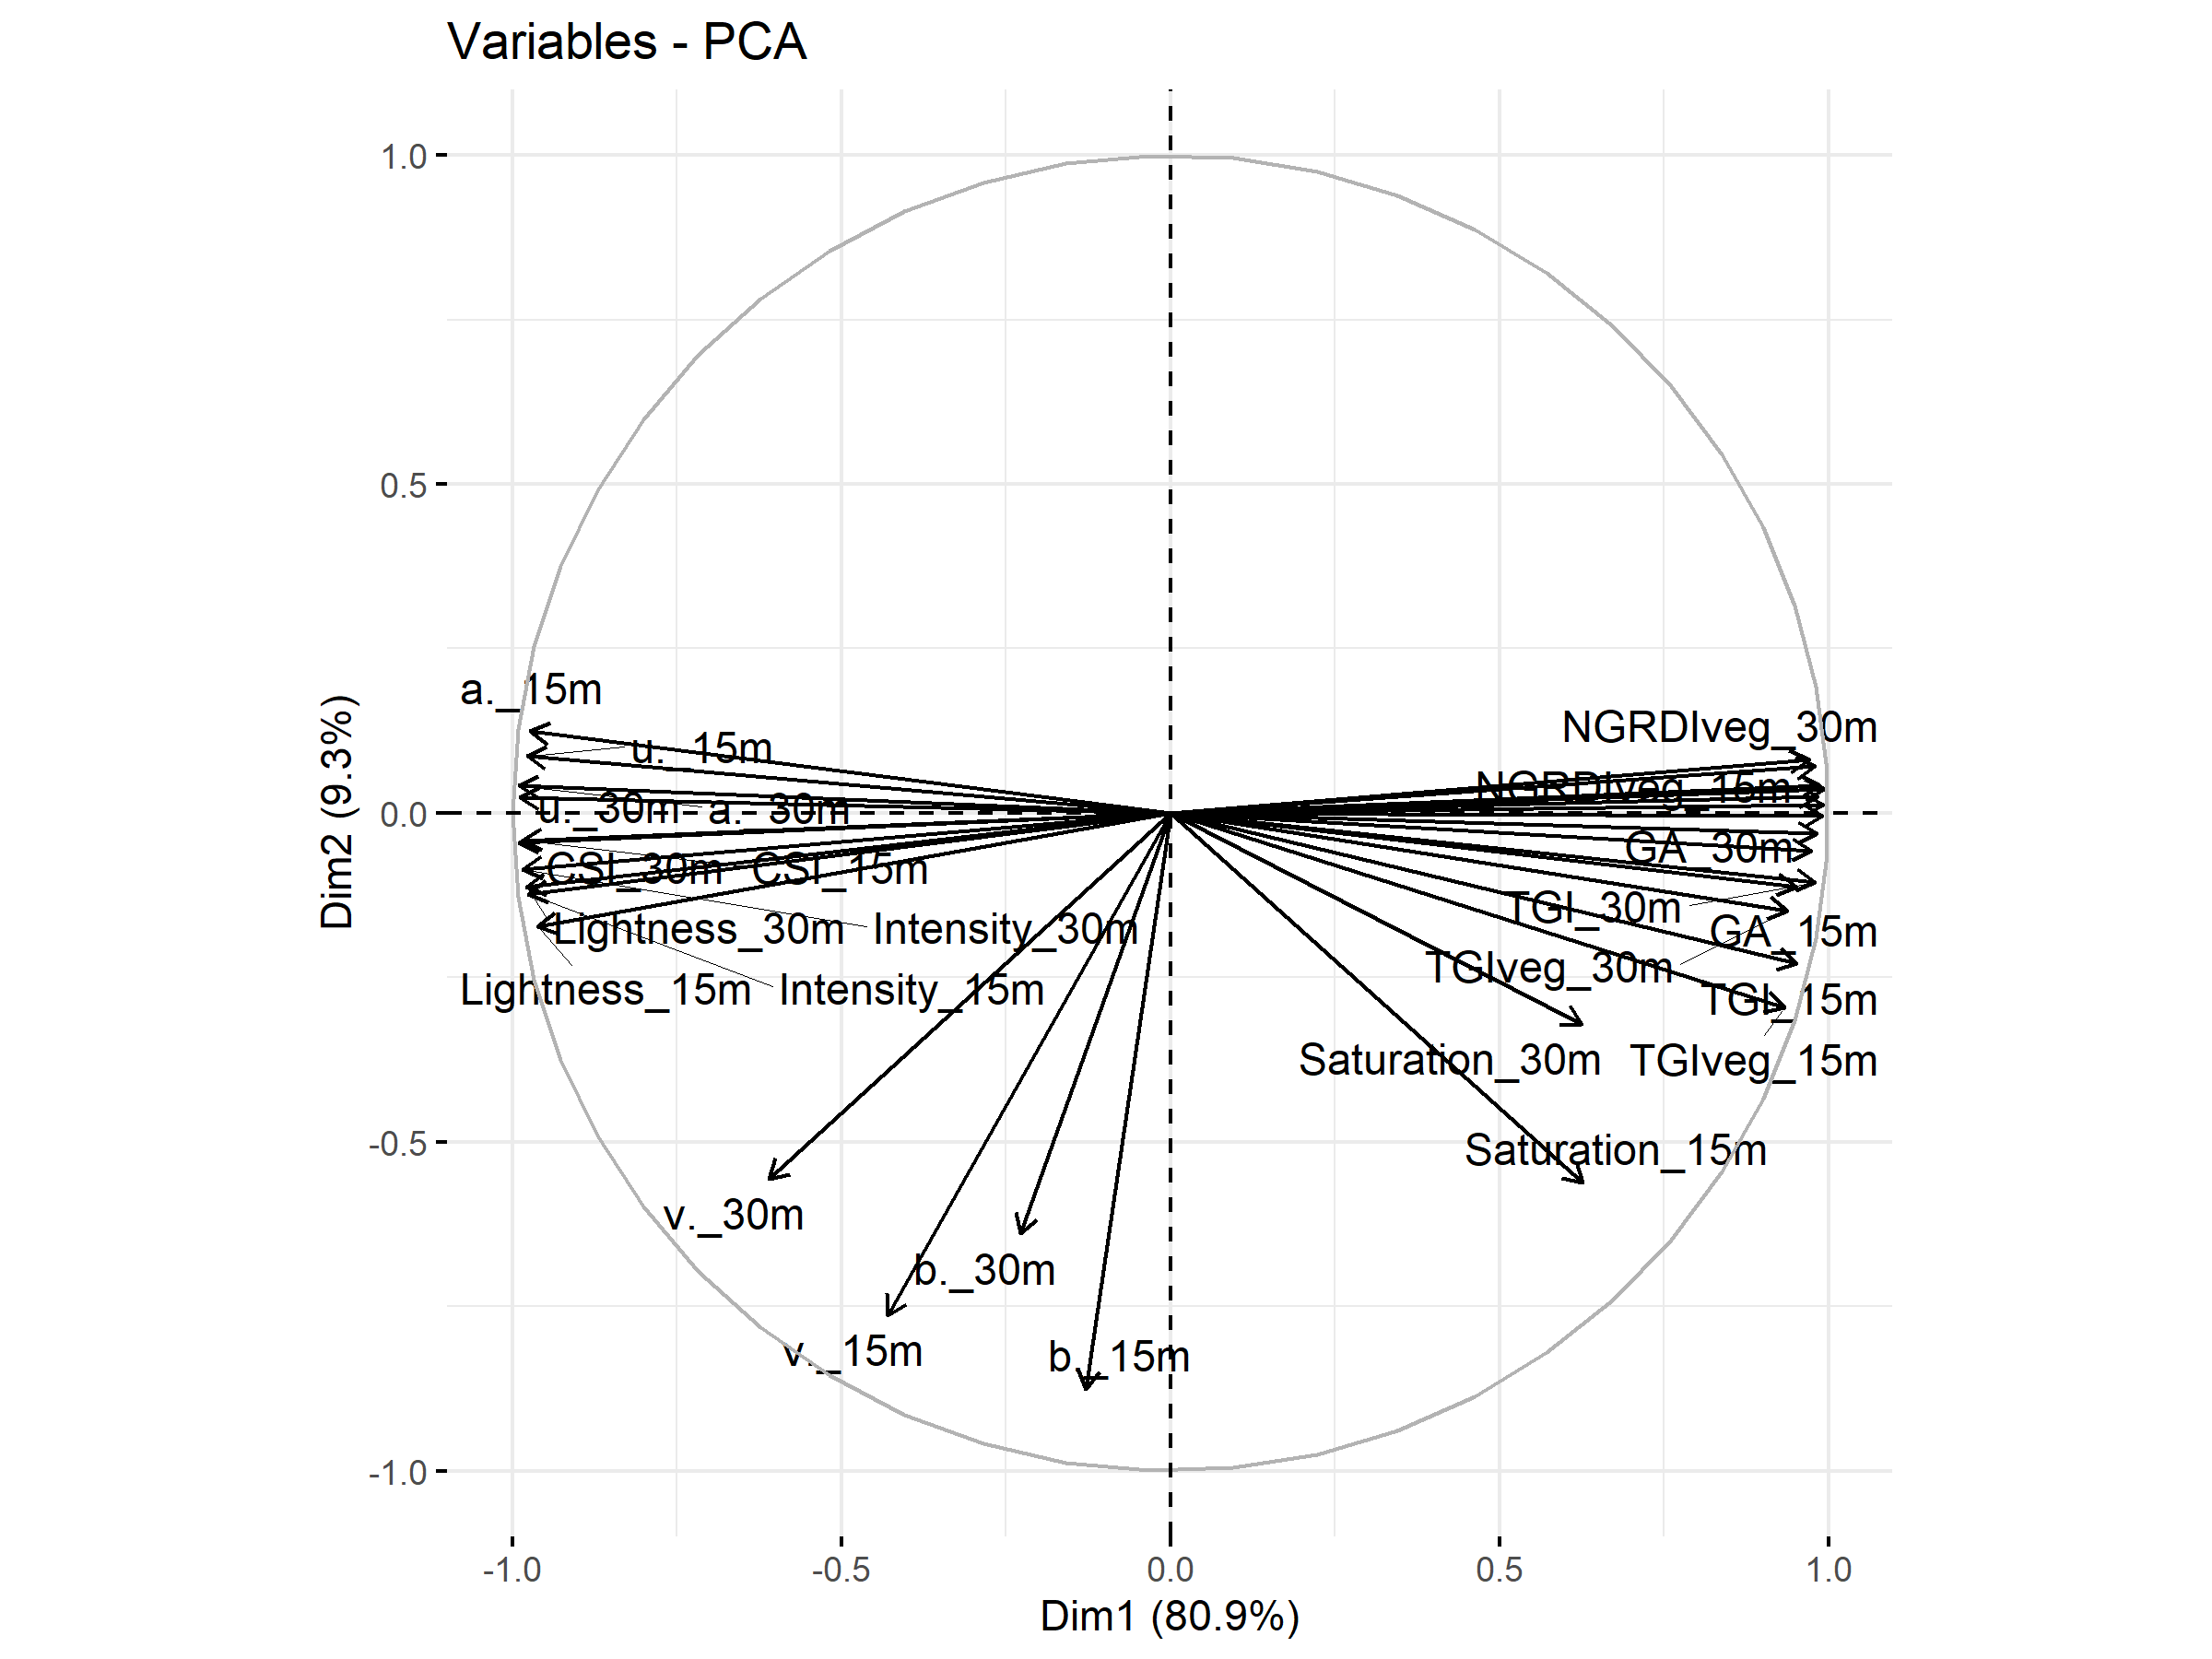 Variables - PCA
1.0
0.5
0.0
-0.5
-1.0
Dim2 (9.3%)
a._15m
u._15m
u._30m
a._30m
CSI_30m
CSI_15m
Lightness_30m
Intensity_30m
Lightness_15m
Intensity_15m
NGRDIveg_30m
NGRDIveg_15m
GA_30m
TGI_30m
GA_15m
TGIveg_30m
TGI_15m
Saturation_30m
TGIveg_15m
Saturation_15m
v._30m
b._30m
v._15m
b._15m
-1.0
-0.5
0.0
0.5
1.0
Dim1 (80.9%)